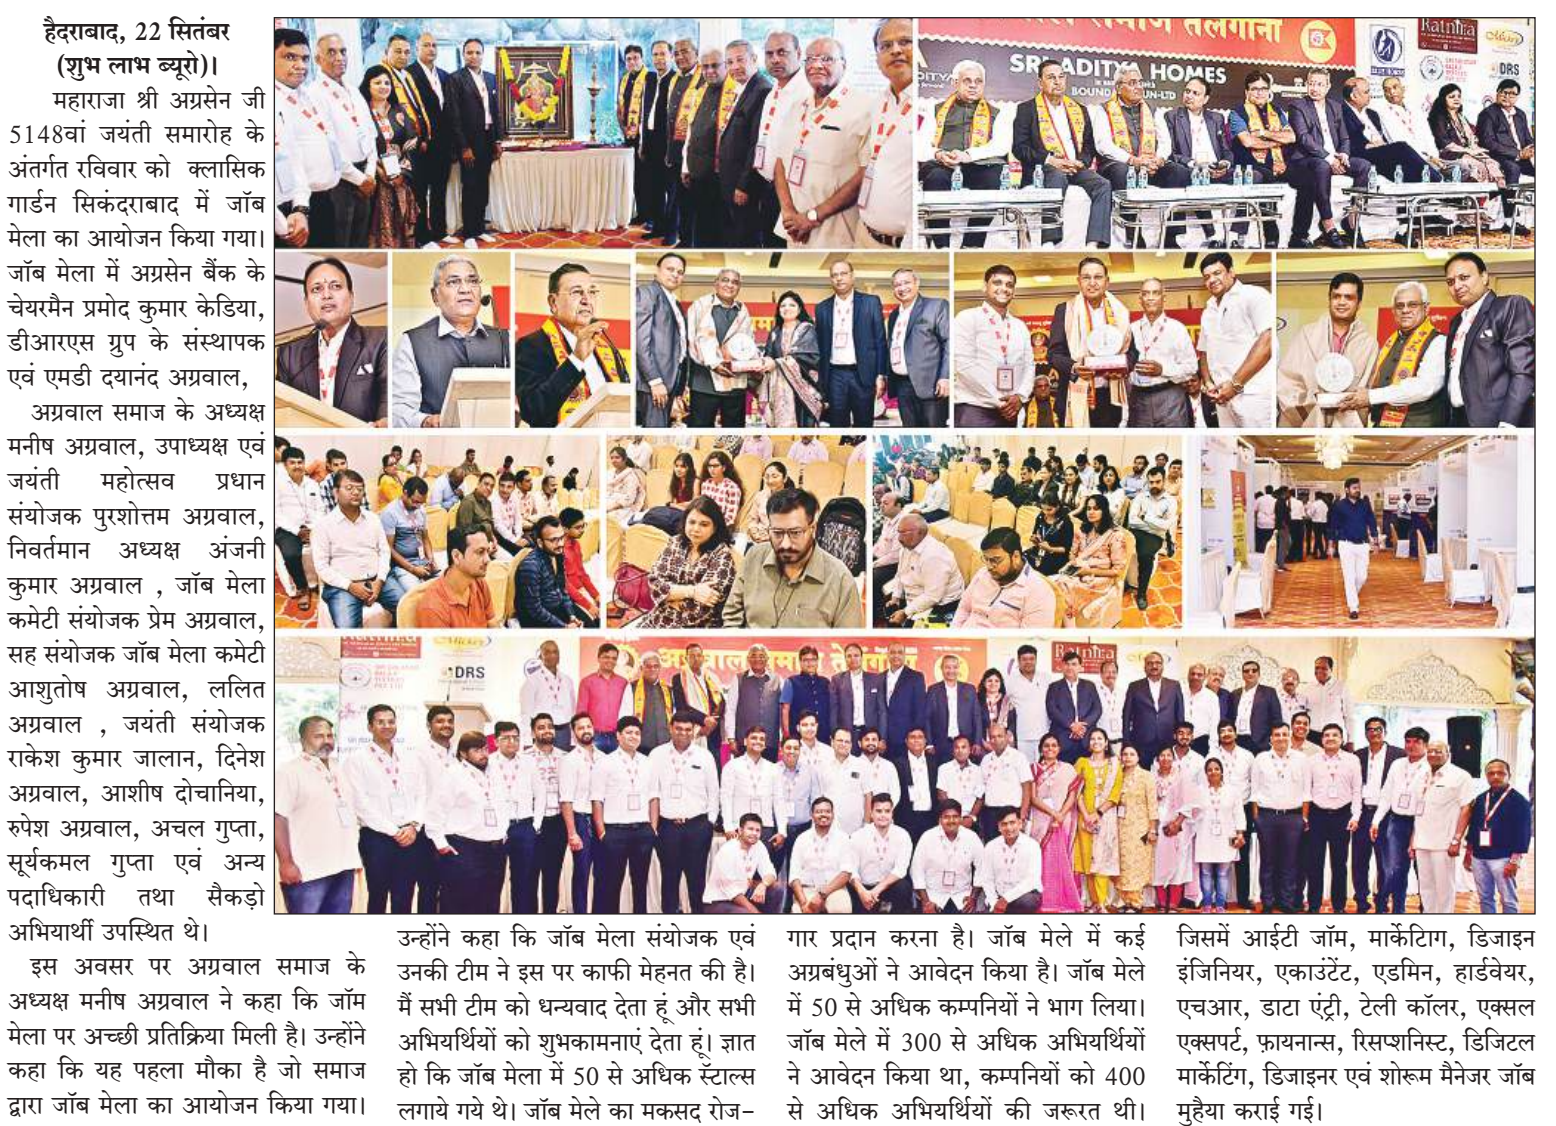 हैदराबाद, 22 सितंबर
(शुभ लाभ ब्यूरो)।
महाराजा श्री अग्रसेन जी
5148वां जयंती समारोह के
अंतर्गत रविवार को क्लासिक
गार्डन सिकंदराबाद में जॉब
मेला का आयोजन किया गया।
जॉब मेला में अग्रसेन बैंक के
चेयरमैन प्रमोद कुमार केडिया,
डीआरएस ग्रुप के संस्थापक
एवं एमडी दयानंद अग्रवाल,
अग्रवाल समाज के अध्यक्ष
मनीष अग्रवाल, उपाध्यक्ष एवं
जयंती महोत्सव प्रधान
संयोजक पुरशोत्तम अग्रवाल,
निवर्तमान अध्यक्ष अंजनी
कुमार अग्रवाल , जॉब मेला
कमेटी संयोजक प्रेम अग्रवाल,
सह संयोजक जॉब मेला कमेटी
आशुतोष अग्रवाल, ललित
अग्रवाल , जयंती संयोजक
राकेश कुमार जालान, दिनेश
अग्रवाल, आशीष दोचानिया,
रुपेश अग्रवाल, अचल गुप्ता,
सूर्यकमल गुप्ता एवं अन्य
पदाधिकारी तथा सैकड़ो
अभियार्थी उपस्थित थे।
इस अवसर पर अग्रवाल समाज के
अध्यक्ष मनीष अग्रवाल ने कहा कि जॉम
मेला पर अच्छी प्रतिक्रिया मिली है। उन्होंने
कहा कि यह पहला मौका है जो समाज
द्वारा जॉब मेला का आयोजन किया गया।
उन्होंने कहा कि जॉब मेला संयोजक एवं
उनकी टीम ने इस पर काफी मेहनत की है।
मैं सभी टीम को धन्यवाद देता हूं और सभी
अभियर्थियों को शुभकामनाएं देता हूं। ज्ञात
हो कि जॉब मेला में 50 से अधिक स्टॅाल्स
लगाये गये थे। जॉब मेले का मकसद रोज-
गार प्रदान करना है। जॉब मेले में कई
अग्रबंधुओं ने आवेदन किया है। जॉब मेले
में 50 से अधिक कम्पनियों ने भाग लिया।
जॉब मेले में 300 से अधिक अभियर्थियों
ने आवेदन किया था, कम्पनियों को 400
से अधिक अभियर्थियों की जरूरत थी।
जिसमें आईटी जॉम, मार्केटिाग, डिजाइन
इंजिनियर, एकाउंटेंट, एडमिन, हार्डवेयर,
एचआर, डाटा एंट्री, टेली कॉलर, एक्सल
एक्सपर्ट, फ़ायनान्स, रिसप्शनिस्ट, डिजिटल
मार्केटिंग, डिजाइनर एवं शोरूम मैनेजर जॉब
मुहैया कराई गई।
SRI ADITYA HOMES
DRS
अग्रवाल समाज तेलंगाना
DRS